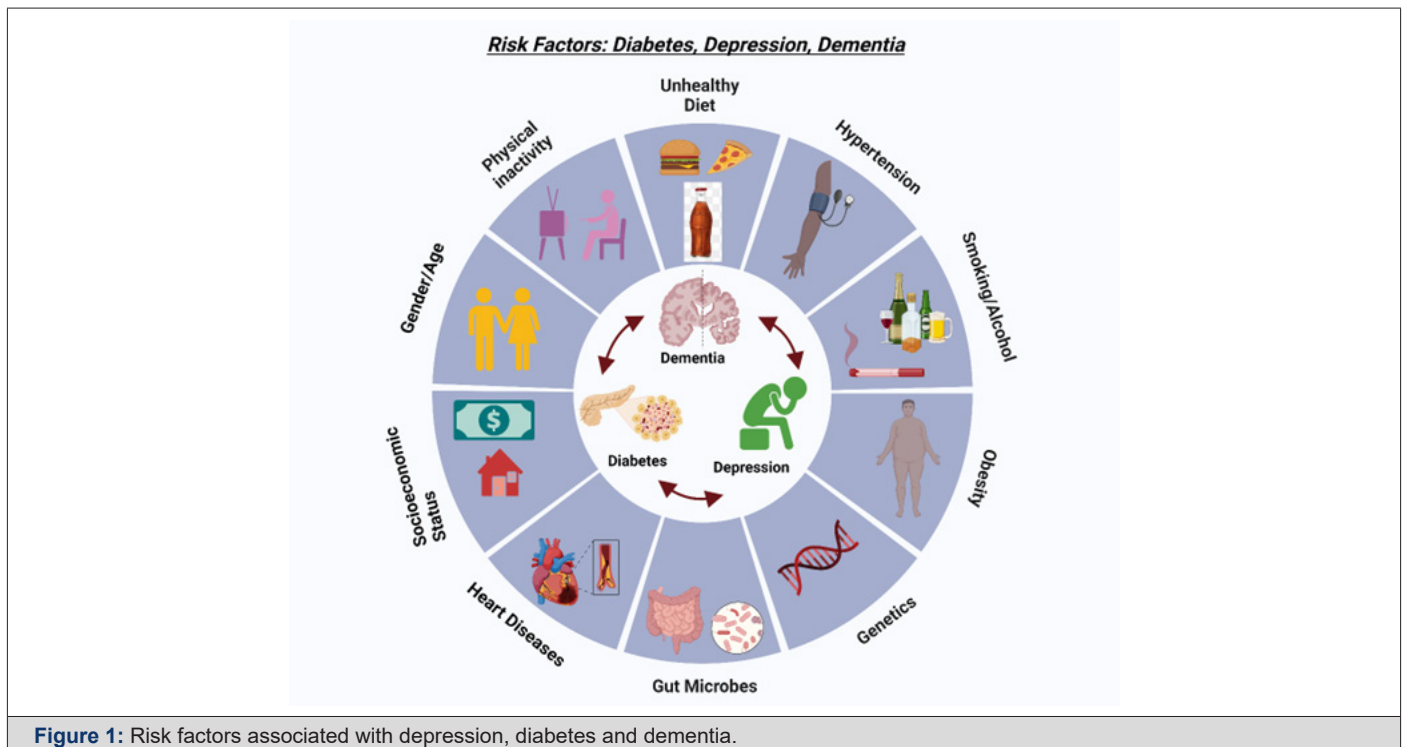 Risk Factors: Diabetes, Depression, Dementia
Unhealthy
Diet
Hypertension
Smoking/Alcohol
Obesity
Genetics
Gut Microbes
Heart Diseases
Socioeconomic
Status
Gender/Age
Physical
inactivity
Dementia
Diabetes
Depression
$
Figure 1: Risk factors associated with depression, diabetes and dementia.